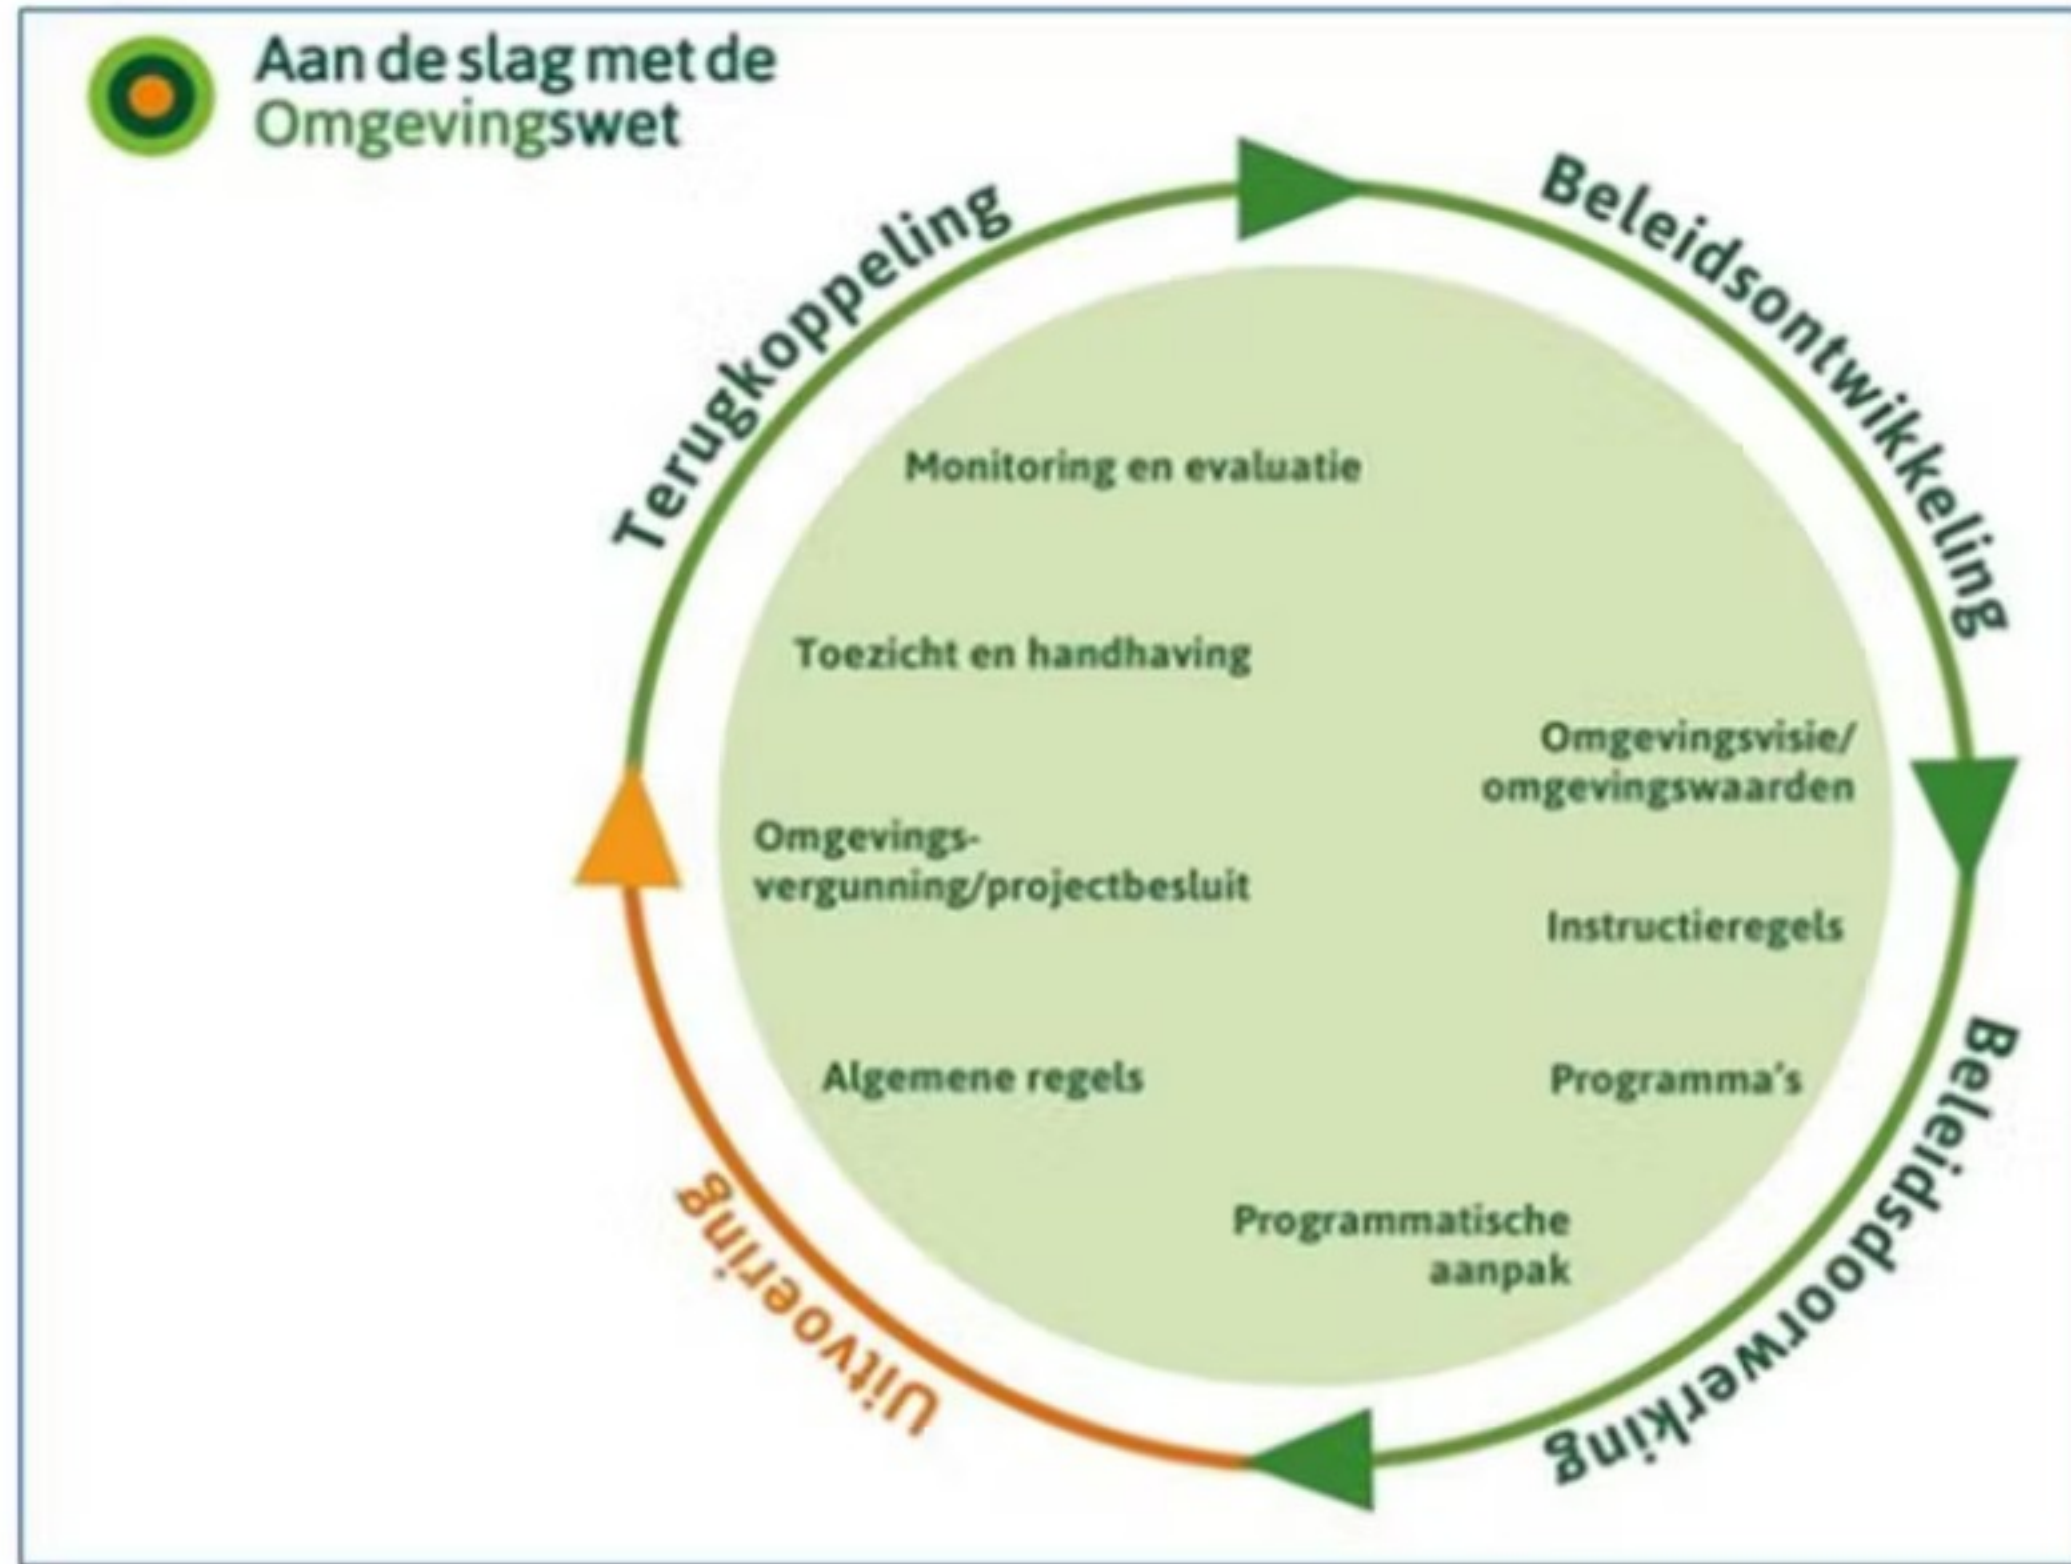 Aan de slag met de
Omgevingswet
Terugkoppeling
Beleidsontwikkeling
Monitoring en evaluatie
Toezicht en handhaving
Omgevingsvisie/
omgevingswaarden
Omgevings-
vergunning/projectbesluit
Instructieregels
Algemene regels
Programma's
Programmatische
aanpak
Uitvoering
Beleidsdoorwerking